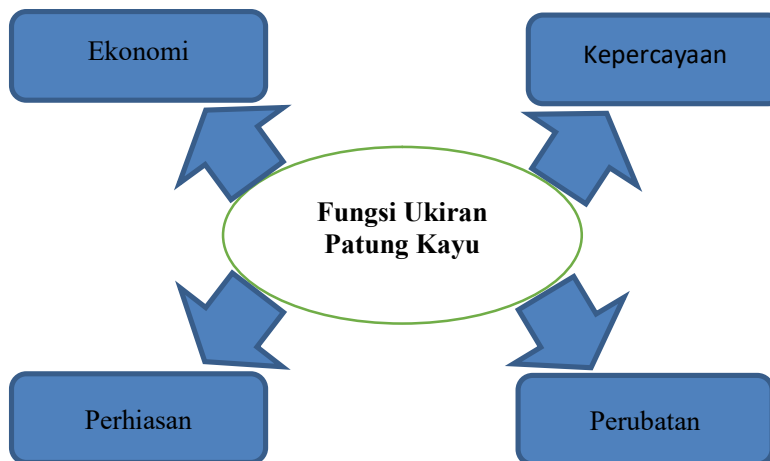 Ekonomi
Kepercayaan
Fungsi Ukiran
Patung Kayu
Perhiasan
Perubatan